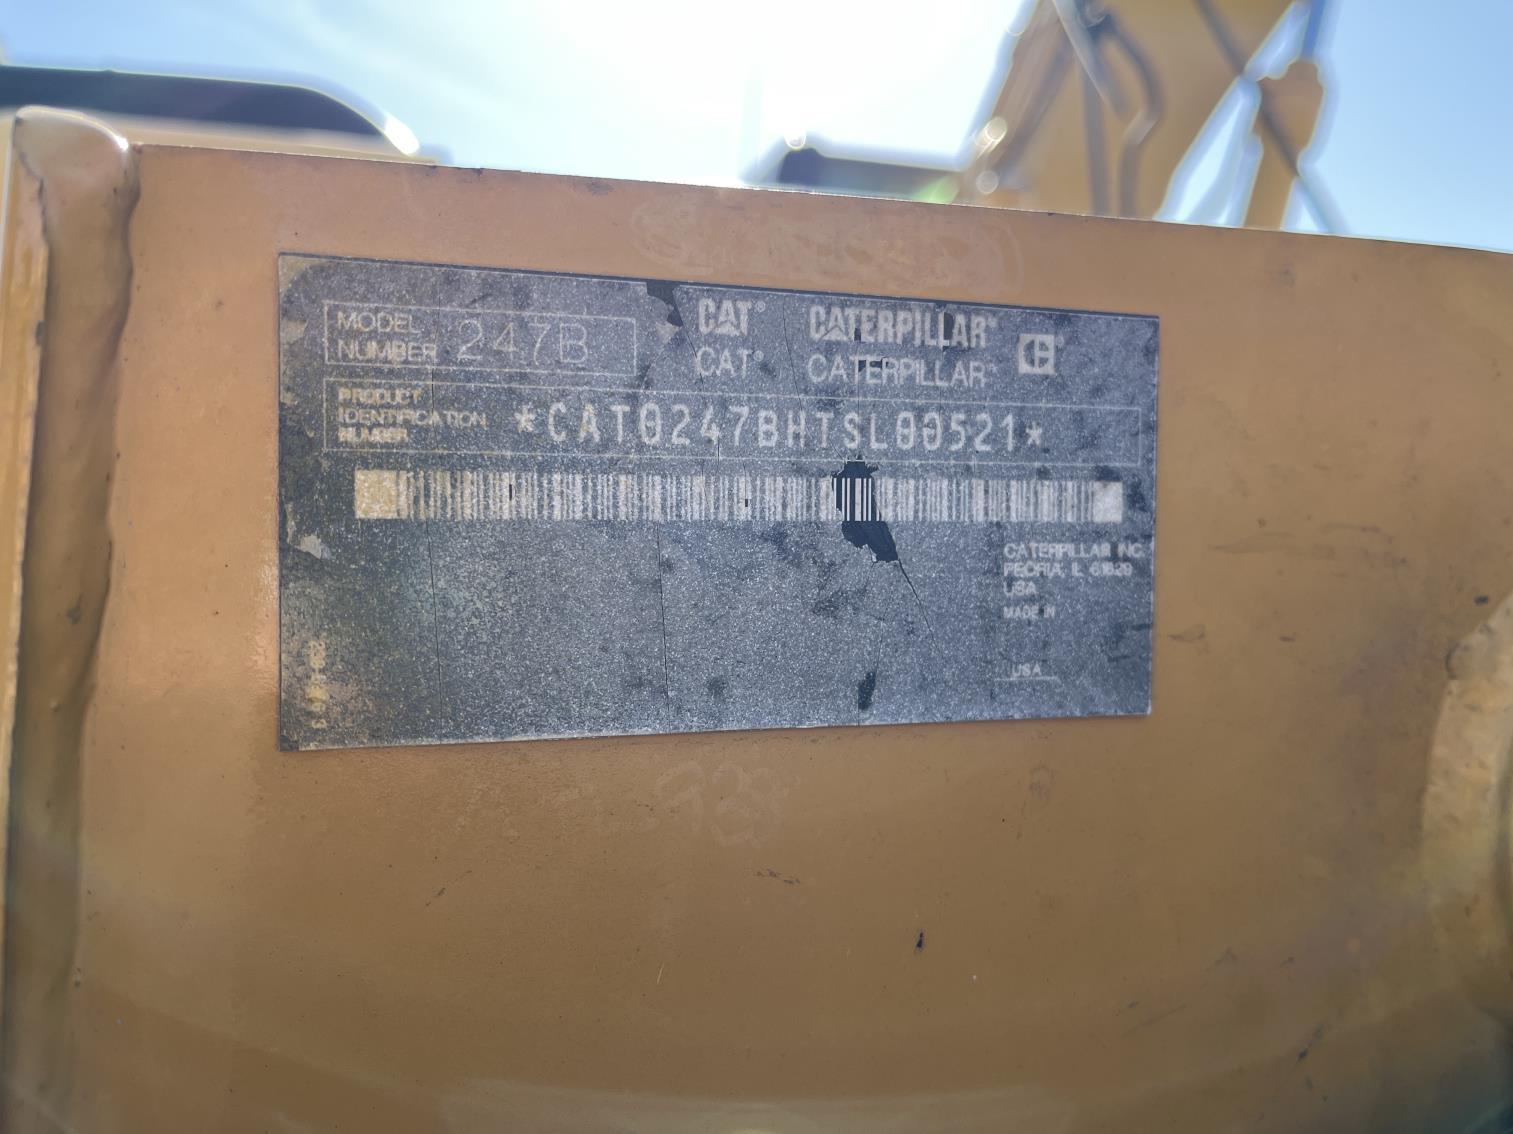 MODEL
NUMBER 247B
CAT® CATERPILLAR®
CAT® CATERPILLAR®
PRODUCT
IDENTIFICATION
NUMBER
*CAT0247BHTSL00521*
CATERPILLAR INC
PEORIA, IL 61629
USA
MADE IN
USA